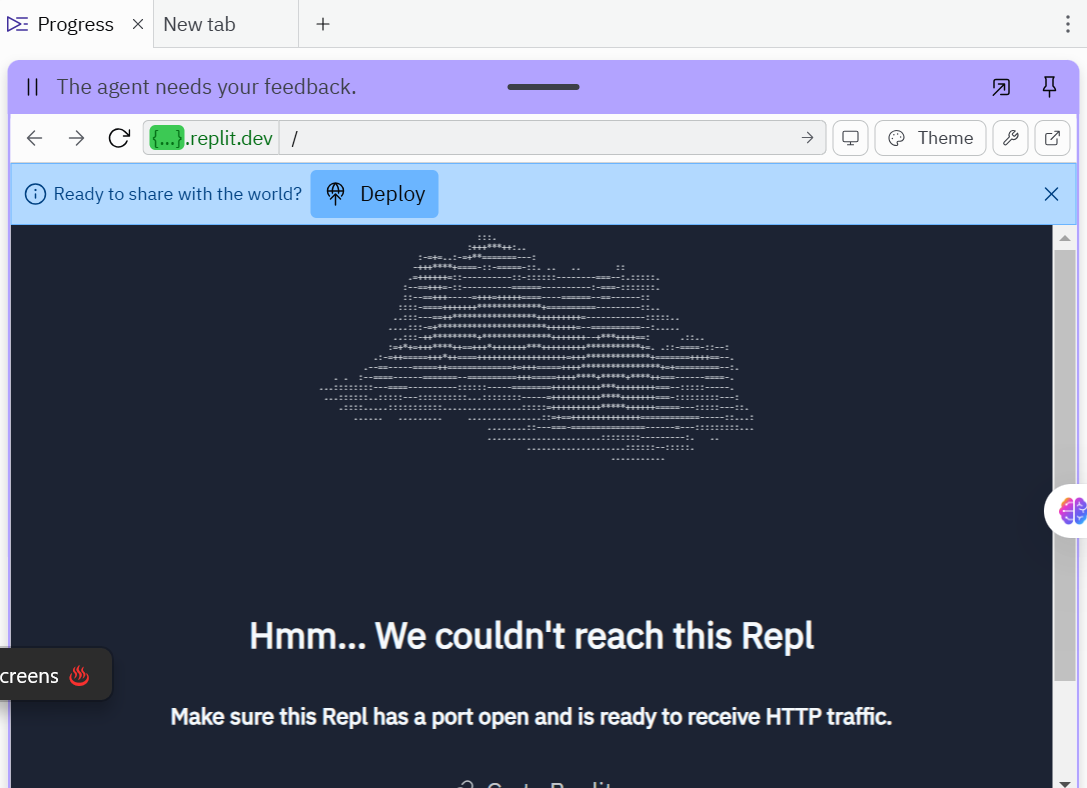 Progress New tab
The agent needs your feedback.
{...}.replit.dev /
Theme
Ready to share with the world? Deploy
Hmm... We couldn't reach this Repl
creens
Make sure this Repl has a port open and is ready to receive HTTP traffic.